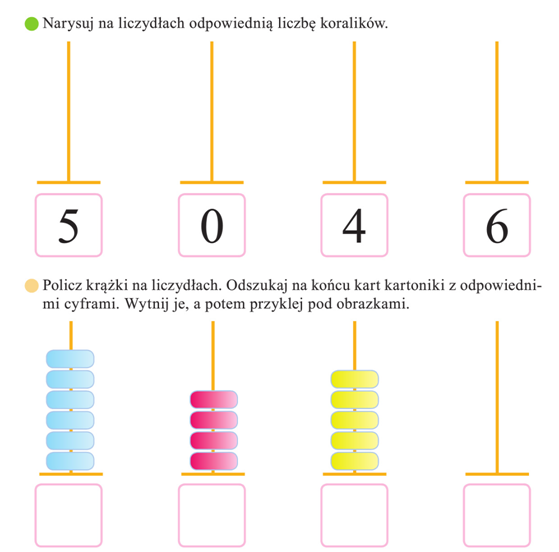 Narysuj na liczydłach odpowiednią liczbę koralików.
5 0 4 6
Policz krążki na liczydłach. Odszukaj na końcu kart kartoniki z odpowiedni-
mi cyframi. Wytnij je, a potem przyklej pod obrazkami.